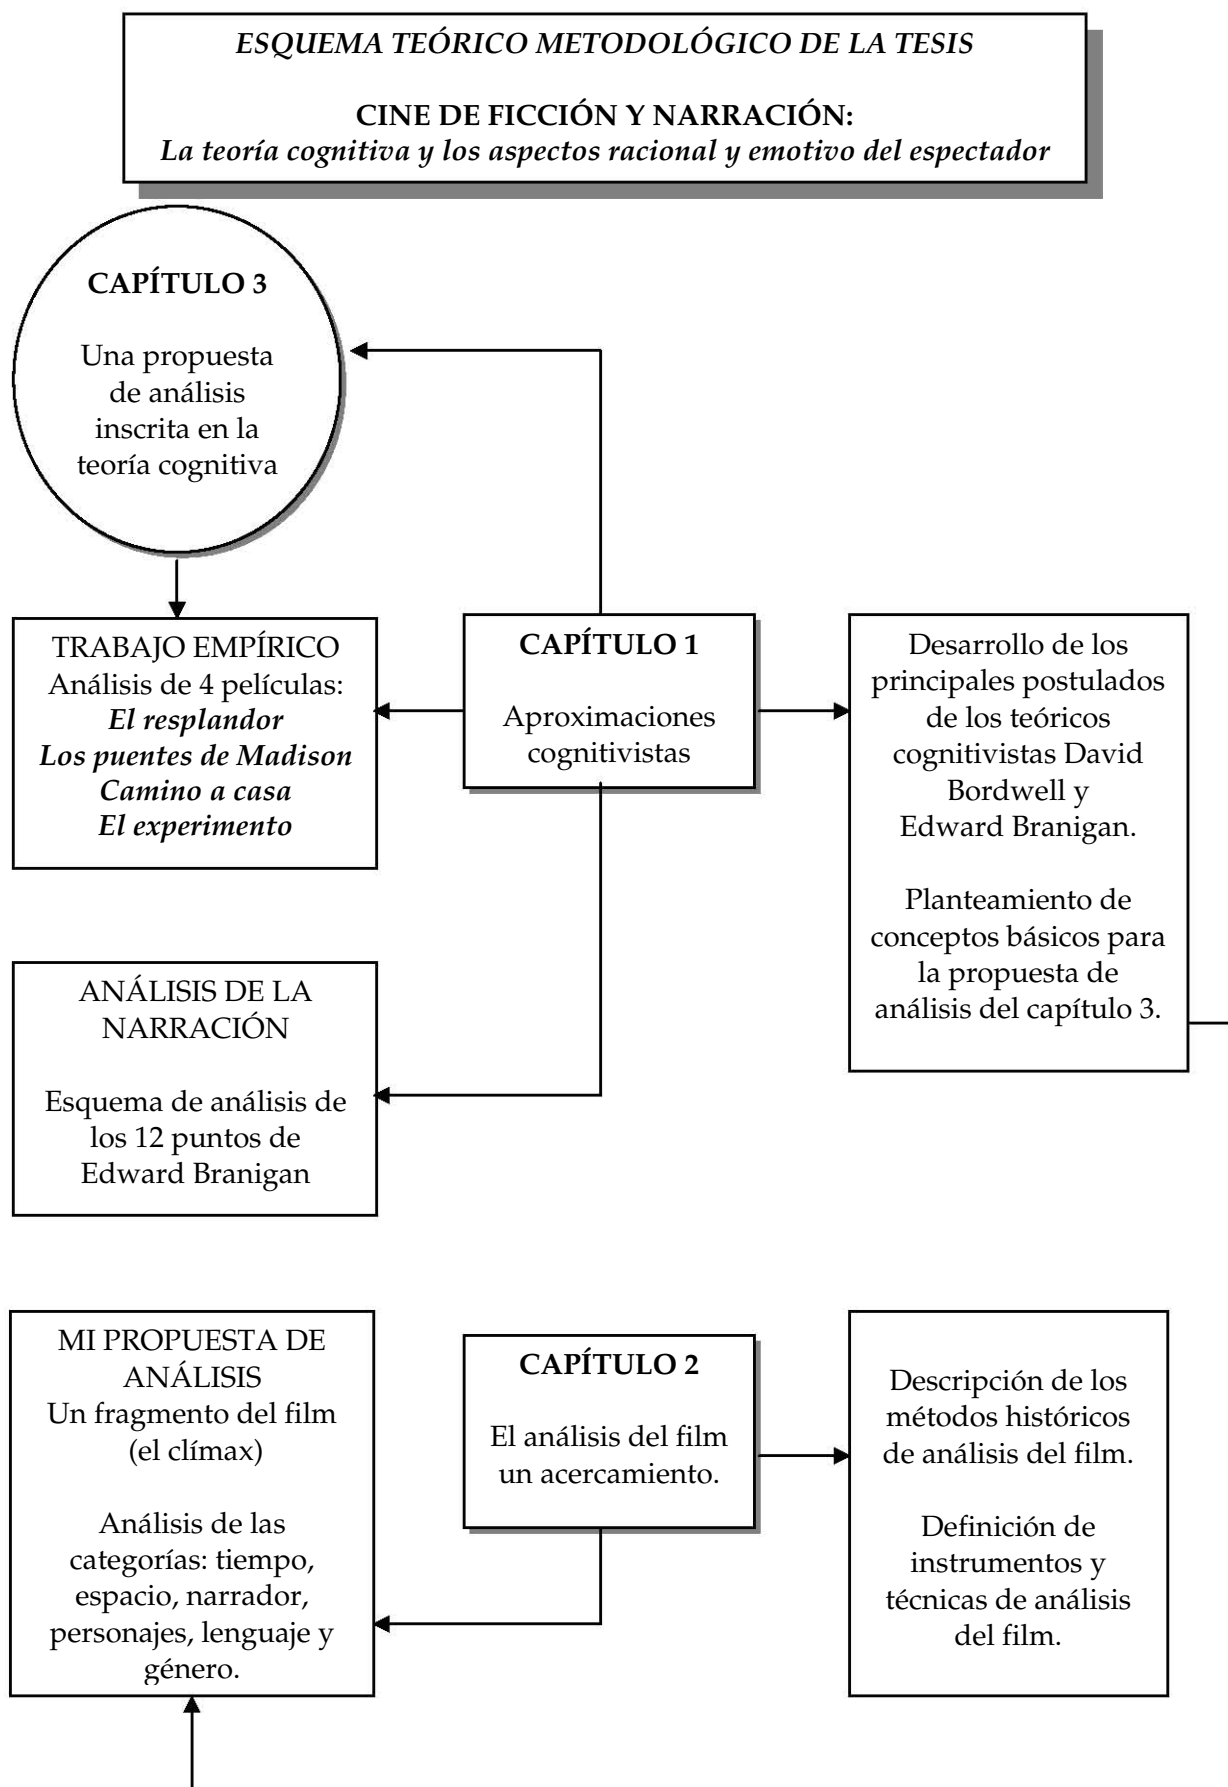 ESQUEMA TEÓRICO METODOLÓGICO DE LA TESIS
CINE DE FICCIÓN Y NARRACIÓN:
La teoría cognitiva y los aspectos racional y emotivo del espectador
CAPÍTULO 3
Una propuesta
de análisis
inscrita en la
teoría cognitiva
TRABAJO EMPÍRICO
Análisis de 4 películas:
El resplandor
Los puentes de Madison
Camino a casa
El experimento
CAPÍTULO 1
Aproximaciones
cognitivistas
Desarrollo de los
principales postulados
de los teóricos
cognitivistas David
Bordwell y
Edward Branigan.
Planteamiento de
conceptos básicos para
la propuesta de
análisis del capítulo 3.
ANÁLISIS DE LA
NARRACIÓN
Esquema de análisis de
los 12 puntos de
Edward Branigan
MI PROPUESTA DE
ANÁLISIS
Un fragmento del film
(el clímax)
Análisis de las
categorías: tiempo,
espacio, narrador,
personajes, lenguaje y
género.
CAPÍTULO 2
El análisis del film
un acercamiento.
Descripción de los
métodos históricos
de análisis del film.
Definición de
instrumentos y
técnicas de análisis
del film.